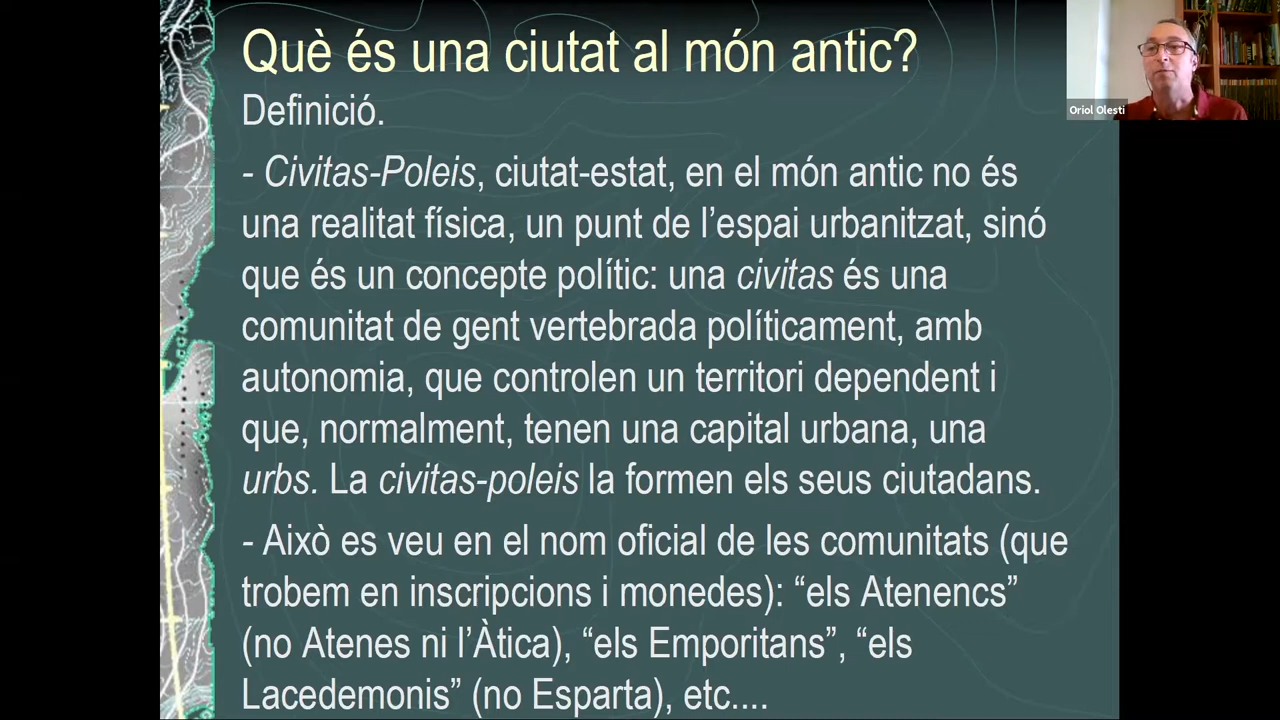 Què és una ciutat al món antic?
Definició.
- Civitas-Poleis, ciutat-estat, en el món antic no és
una realitat física, un punt de l’espai urbanitzat, sinó
que és un concepte polític: una civitas és una
comunitat de gent vertebrada políticament, amb
autonomia, que controlen un territori dependent i
que, normalment, tenen una capital urbana, una
urbs. La civitas-poleis la formen els seus ciutadans.
- Això es veu en el nom oficial de les comunitats (que
trobem en inscripcions i monedes): “els Atenencs”
(no Atenes ni l’Àtica), “els Emporitans”, “els
Lacedemonis” (no Esparta), etc....
Oriol Olesti